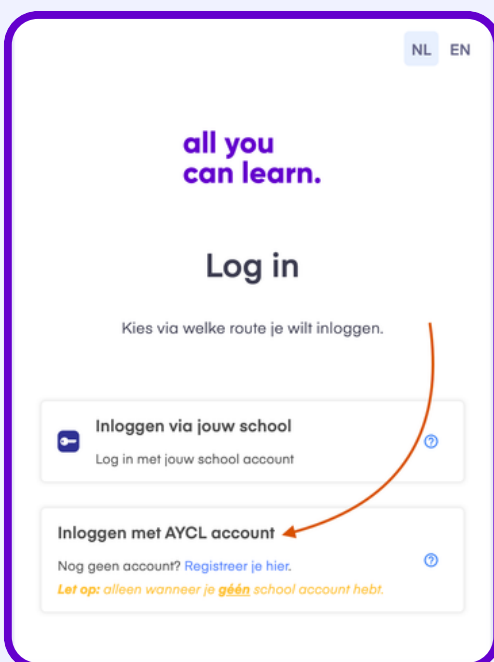 NL EN
all you
can learn.
Log in
Kies via welke route je wilt inloggen.
Inloggen via jouw school
Log in met jouw school account
Inloggen met AYCL account
Nog geen account? Registreer je hier.
Let op: alleen wanneer je géén school account hebt.